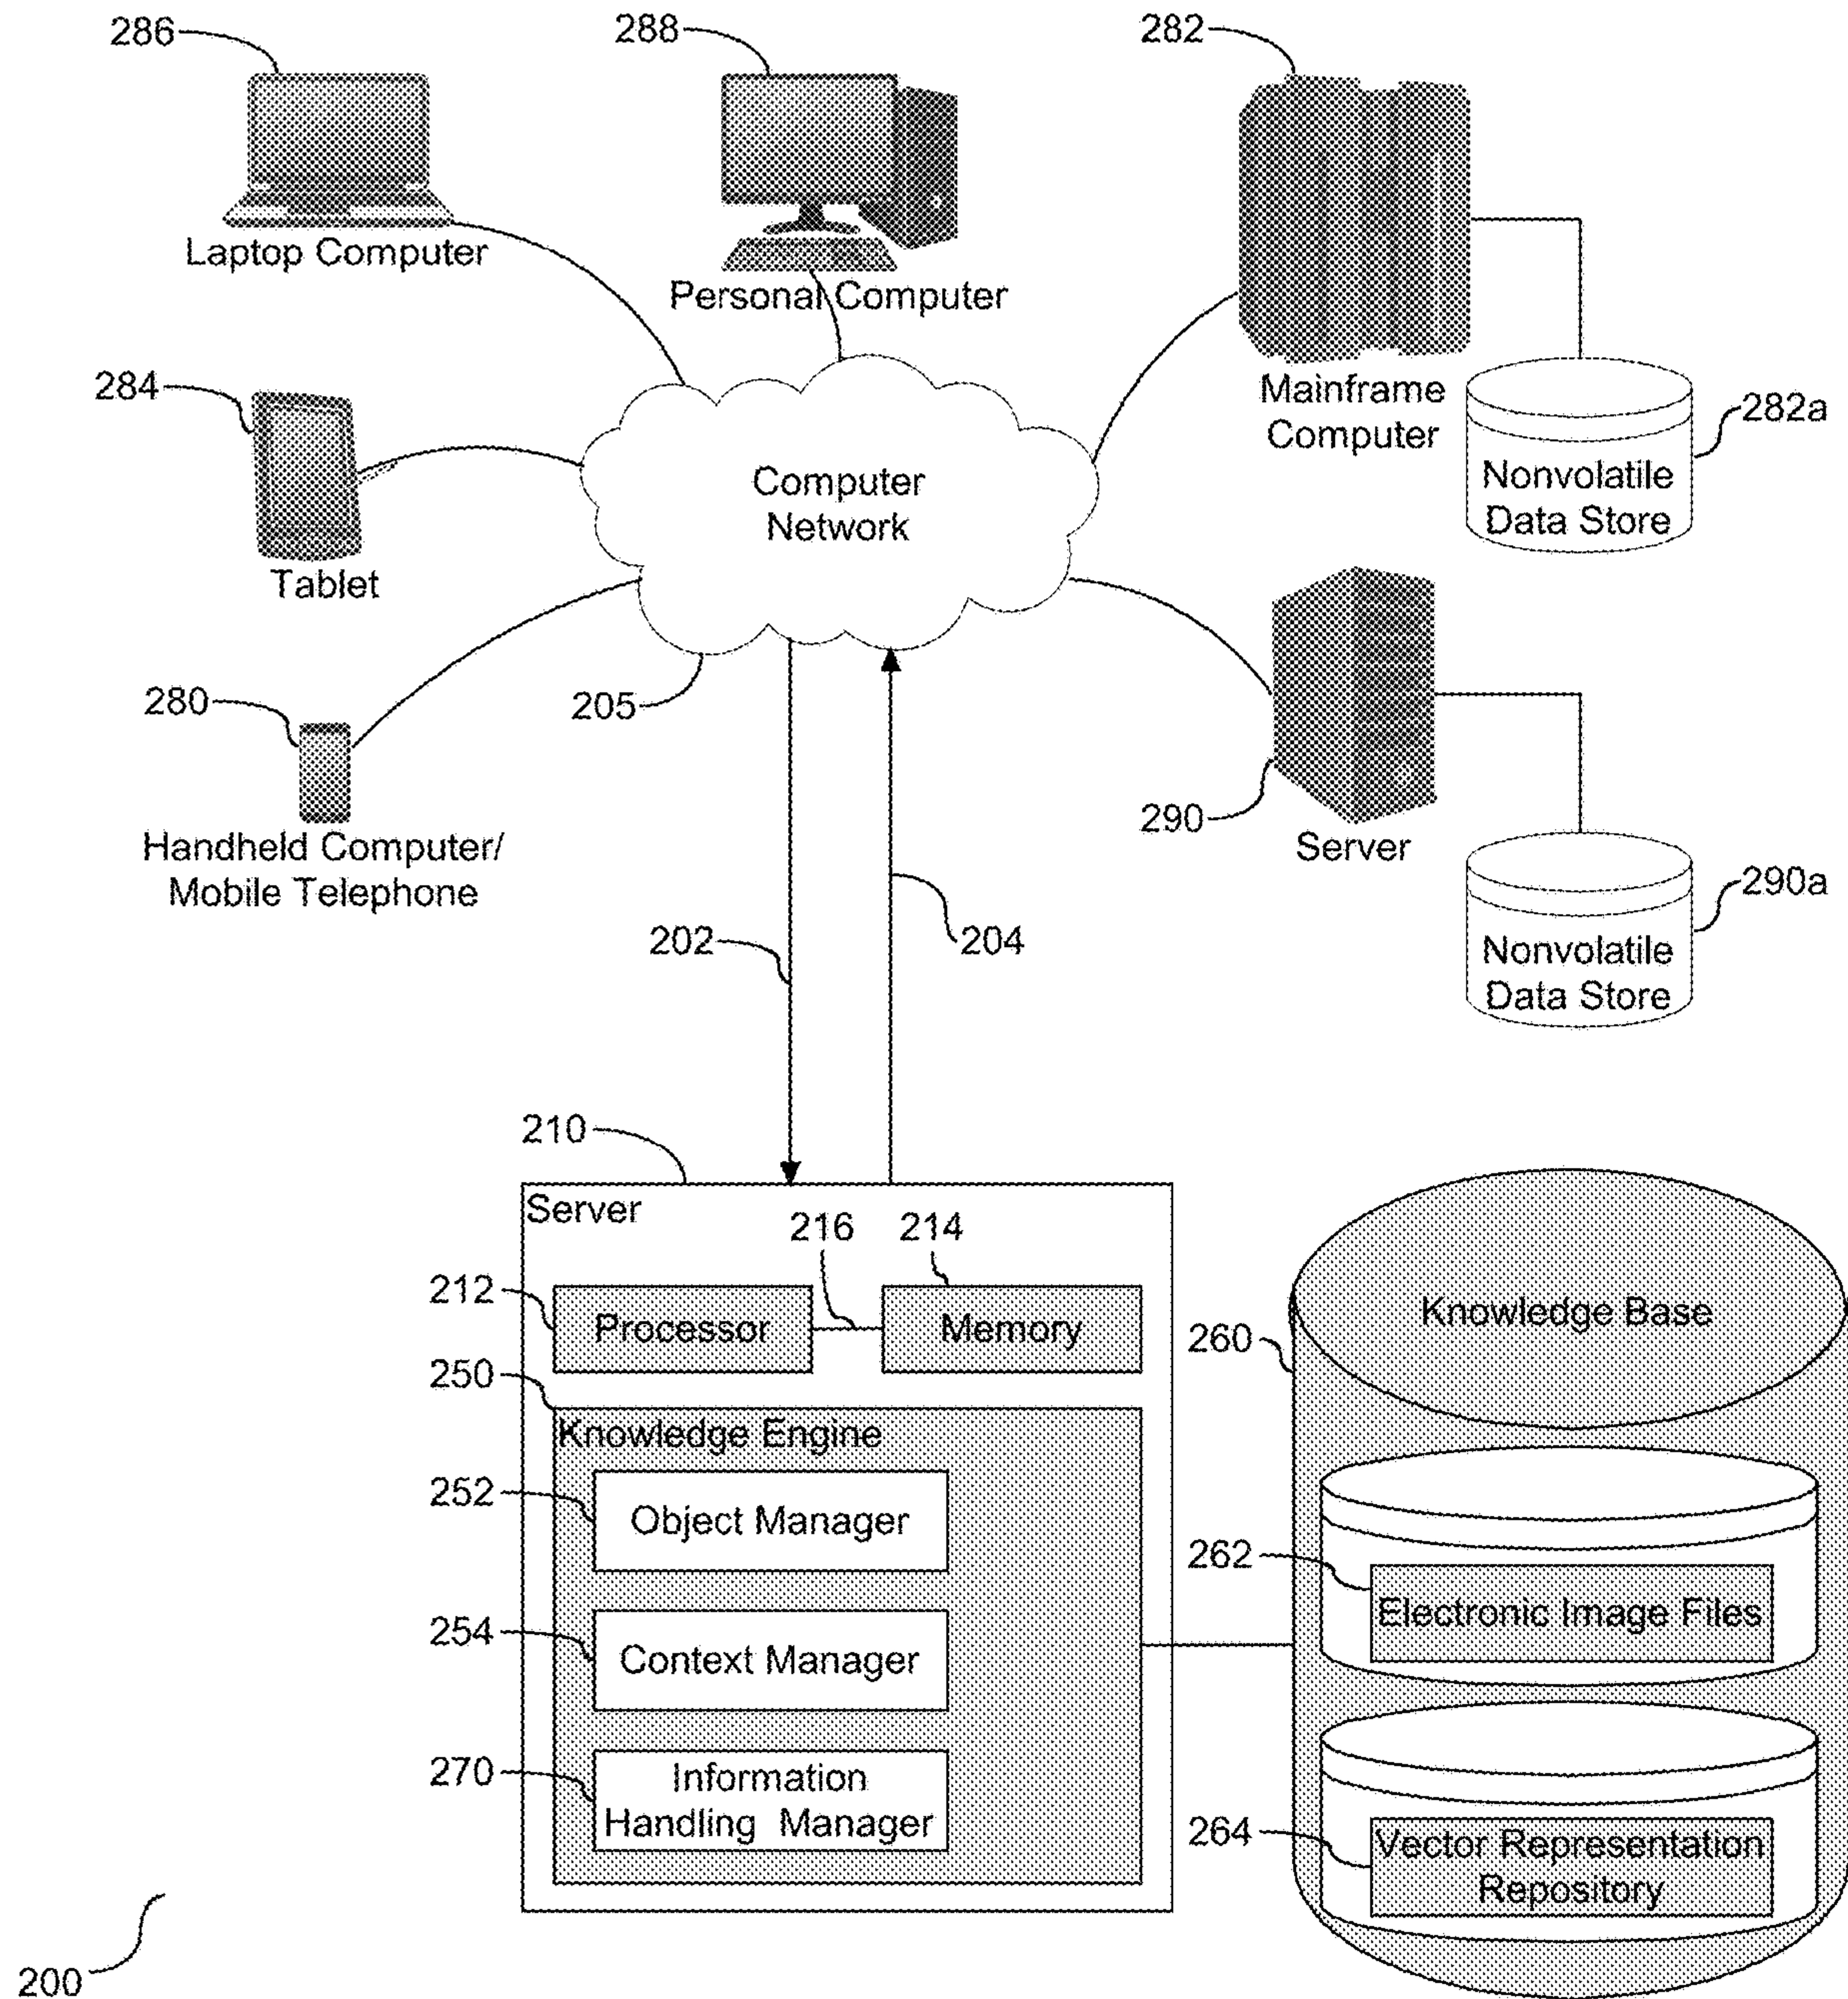 286
288
282
Laptop Computer
Personal Computer
284
Mainframe
Computer
282a
Nonvolatile
Data Store
Computer
Network
Tablet
280
205
290
Server
Handheld Computer/
Mobile Telephone
290a
202
204
Nonvolatile
Data Store
210
Server
216
214
212
Processor
Memory
Knowledge Base
260
250
Knowledge Engine
252
Object Manager
262
Electronic Image Files
254
Context Manager
270
Information
Handling Manager
264
Vector Representation
Repository
200